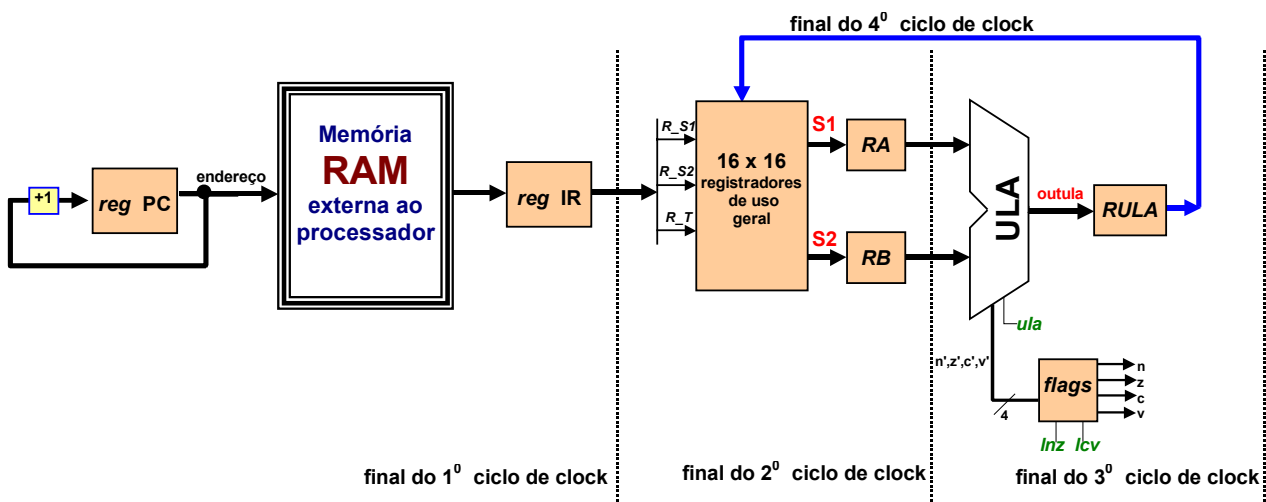 final do 4⁰ ciclo de clock
+1
reg PC
endereço
Memória
RAM
externa ao
processador
reg IR
R_S1
R_S2
R_T
16 x 16
registradores
de uso
geral
S1
S2
RA
RB
ULA
outula
RULA
ula
n',z',c',v'
4
flags
n
z
c
v
lnz lcv
final do 1⁰ ciclo de clock
final do 2⁰ ciclo de clock
final do 3⁰ ciclo de clock